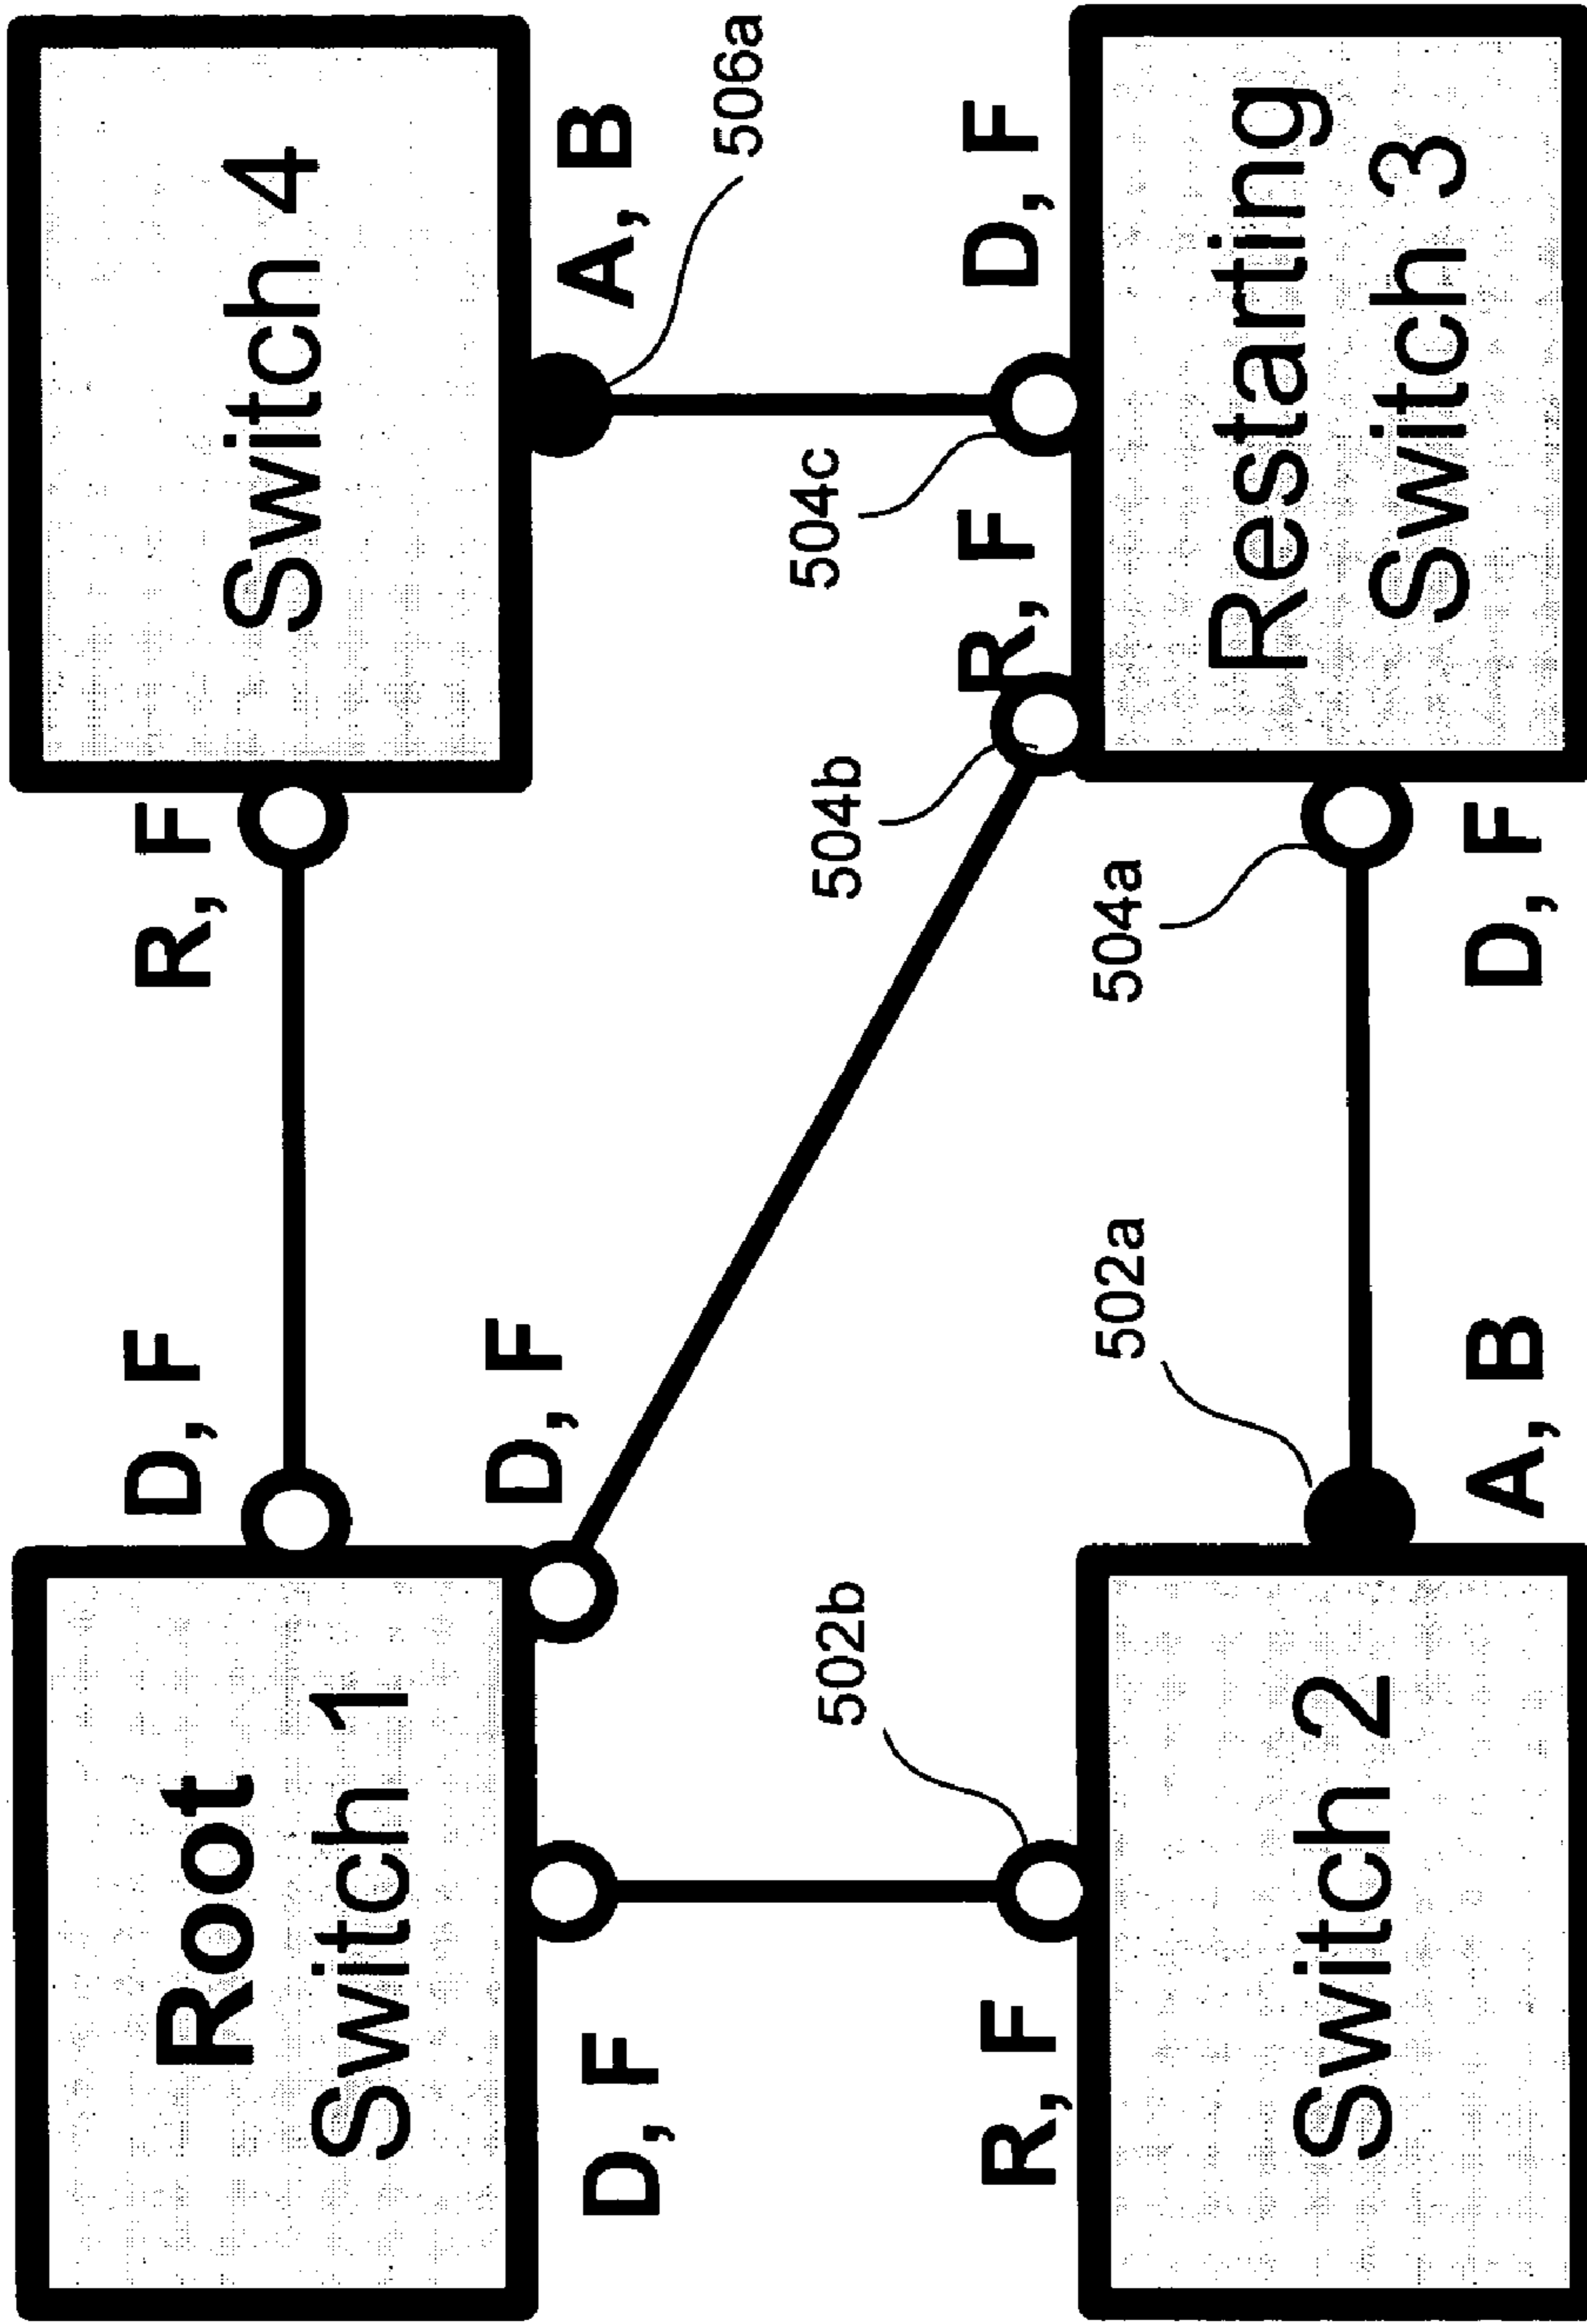 Root
Switch 1
D, F
R, F
Switch 4
D, F
D, F
A, B
506a
502b
504b
504c
R, F
D, F
R, F
502a
504a
Switch 2
A, B
D, F
Restarting
Switch 3